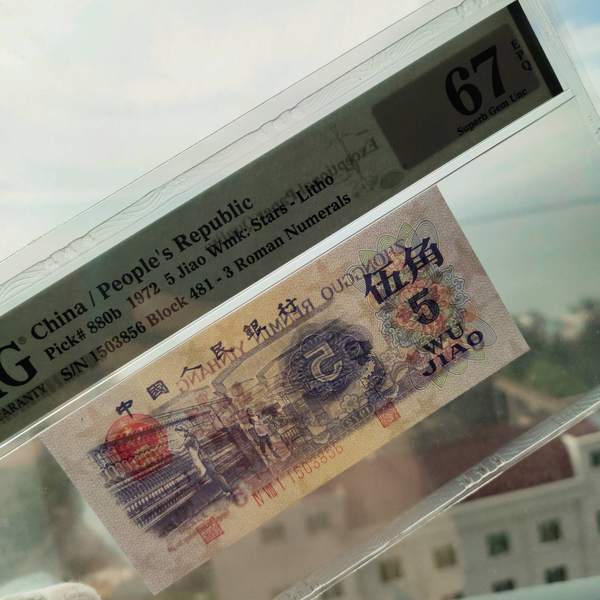 67
EPQ
Superb Gem Unc
G®
China / People's Republic
Pick# 880b 1972 5 Jiao Wmk: Stars - Litho
S/N 1503856 Block 481 - 3 Roman Numerals
中国人民银行
伍角
5
WU
JIAO
ZHONGGUO RENMIN YINHANG
5
1503856